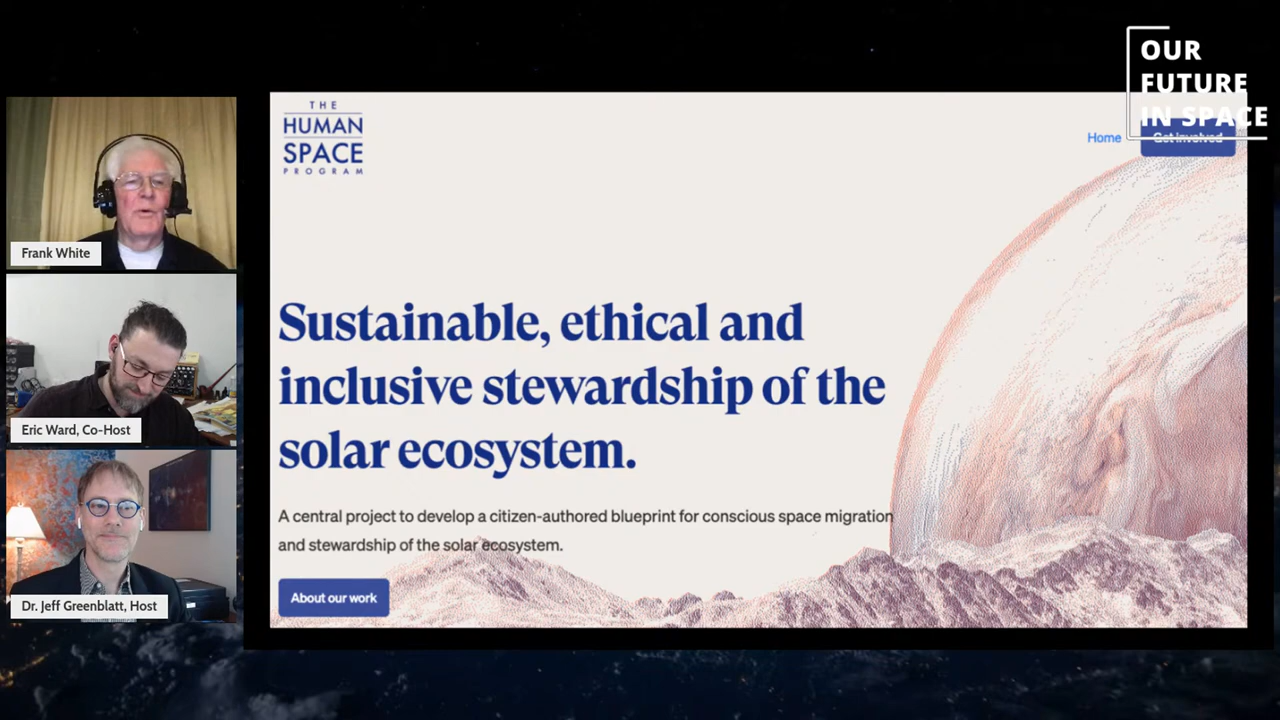 OUR
FUTURE
IN SPACE
THE
HUMAN
SPACE
PROGRAM
Home
Get involved
Frank White
Eric Ward, Co-Host
Dr. Jeff Greenblatt, Host
Sustainable, ethical and
inclusive stewardship of the
solar ecosystem.
A central project to develop a citizen-authored blueprint for conscious space migration
and stewardship of the solar ecosystem.
About our work